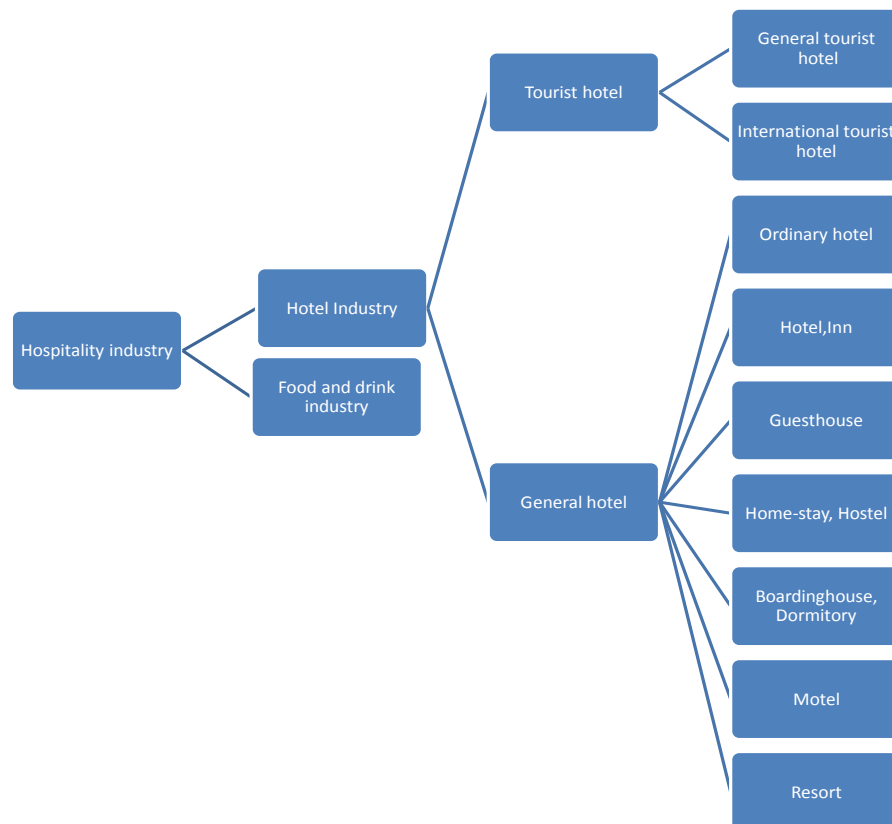 Hospitality industry
Hotel Industry
Food and drink
industry
Tourist hotel
General hotel
General tourist
hotel
International tourist
hotel
Ordinary hotel
Hotel,Inn
Guesthouse
Home-stay, Hostel
Boardinghouse,
Dormitory
Motel
Resort